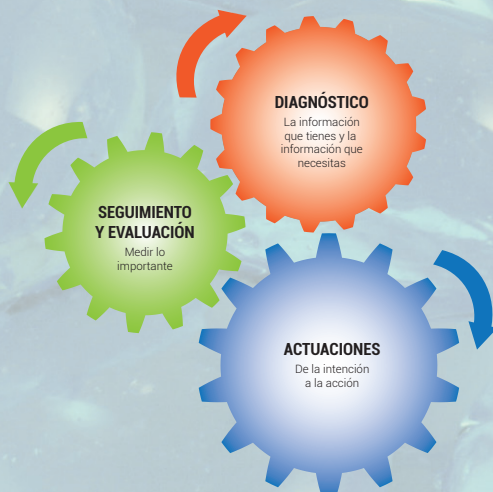 DIAGNÓSTICO
La información
que tienes y la
información que
necesitas
SEGUIMIENTO
Y EVALUACIÓN
Medir lo
importante
ACTUACIONES
De la intención
a la acción